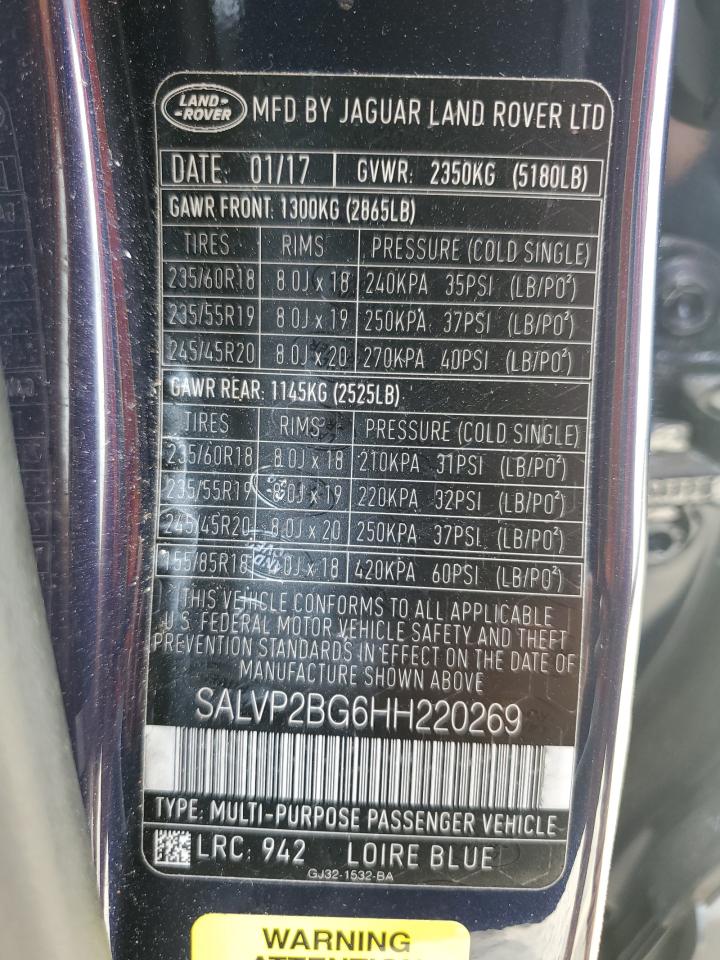 LAND-
-ROVER
MFD BY JAGUAR LAND ROVER LTD
DATE: 01/17 GVWR: 2350KG (5180LB)
GAWR FRONT: 1300KG (2865LB)
TIRES RIMS PRESSURE (COLD SINGLE)
235/60R18 8.0J x 18 240KPA 35PSI (LB/PO²)
235/55R19 8.0J x 19 250KPA 37PSI (LB/PO²)
245/45R20 8.0J x 20 270KPA 40PSI (LB/PO²)
GAWR REAR: 1145KG (2525LB)
TIRES RIMS PRESSURE (COLD SINGLE)
235/60R18 8.0J x 18 210KPA 31PSI (LB/PO²)
235/55R19 8.0J x 19 220KPA 32PSI (LB/PO²)
245/45R20 8.0J x 20 250KPA 37PSI (LB/PO²)
155/85R18 x 18 420KPA 60PSI (LB/PO²)
THIS VEHICLE CONFORMS TO ALL APPLICABLE
U.S. FEDERAL MOTOR VEHICLE SAFETY AND THEFT
PREVENTION STANDARDS IN EFFECT ON THE DATE OF
MANUFACTURE SHOWN ABOVE
SALVP2BG6HH220269
TYPE: MULTI-PURPOSE PASSENGER VEHICLE
LRC: 942 LOIRE BLUE
GJ32-1532-BA
WARNING
ATTENTION